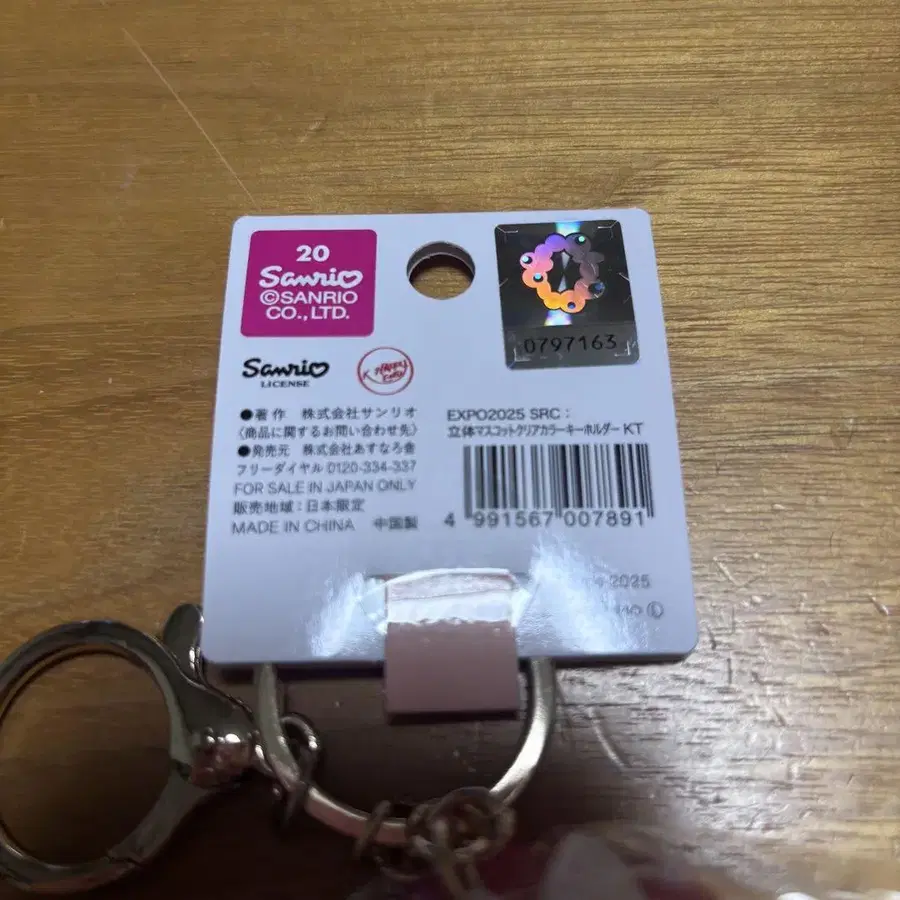 20
Sanrio
©SANRIO
CO.,LTD.
0797163
Sanrio
LICENSE
●著作 株式会社サンリオ
〈商品に関するお問い合わせ先〉
●発売元 株式会社あすなろ舎
フリーダイヤル 0120-334-337
FOR SALE IN JAPAN ONLY
販売地域:日本限定
MADE IN CHINA 中国製
EXPO2025 SRC:
立体マスコットクリアカラーキーホルダー KT
4 991567 007891
2025
Ⓛ